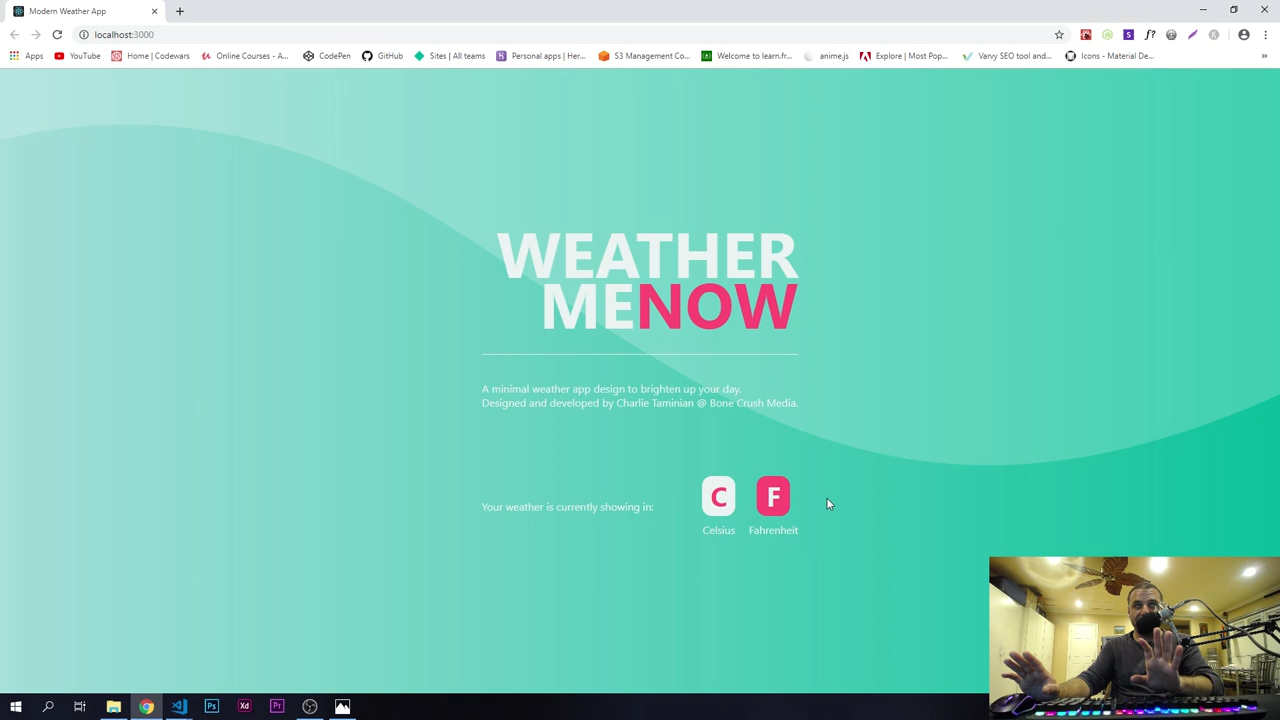 Modern Weather App
localhost:3000
Apps YouTube Home | Codewars Online Courses - A... CodePen GitHub Sites | All teams Personal apps | Her... S3 Management Co... Welcome to learn.fr... anime.js Explore | Most Pop... Varvy SEO tool and... Icons - Material De... »
WEATHER
MENOW
A minimal weather app design to brighten up your day.
Designed and developed by Charlie Taminian @ Bone Crush Media.
Your weather is currently showing in:
C F
Celsius Fahrenheit
Ps Xd Pr